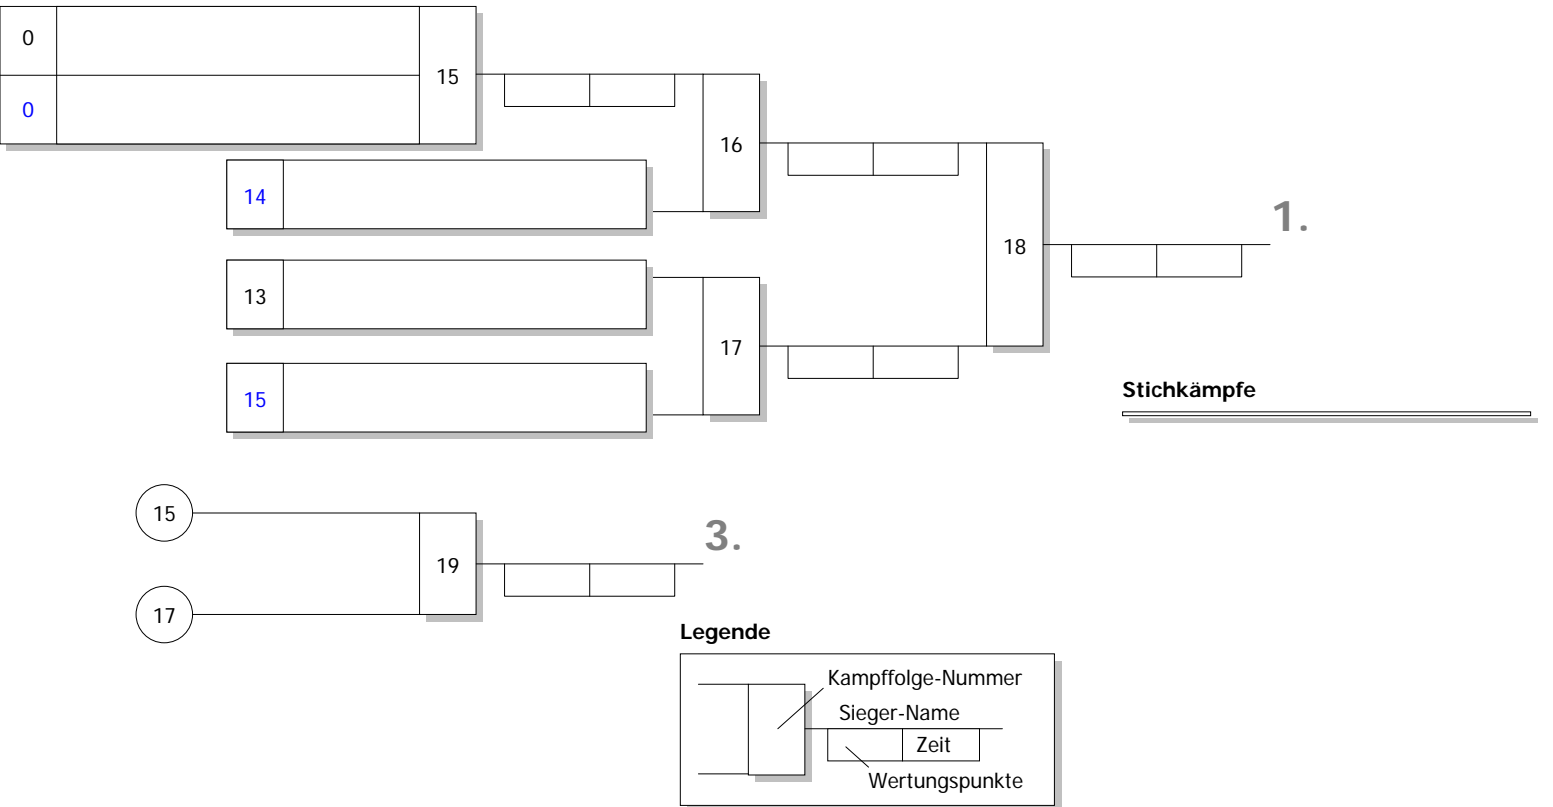 0
15
0
16
14
1.
18
13
17
Stichkämpfe
15
15
3.
19
17
Legende
Kampffolge-Nummer
Sieger-Name
Zeit
Wertungspunkte